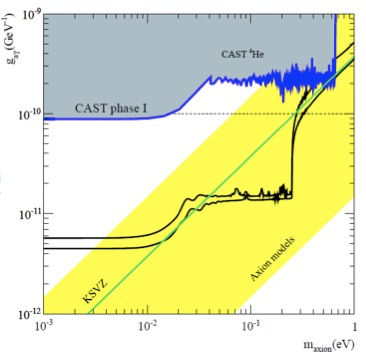 g_aγ (GeV⁻¹)
10⁻⁹
CAST ⁴He
CAST phase I
10⁻¹⁰
10⁻¹¹
Axion models
KSVZ
10⁻¹²
10⁻³
10⁻²
10⁻¹
1
m_axion(eV)